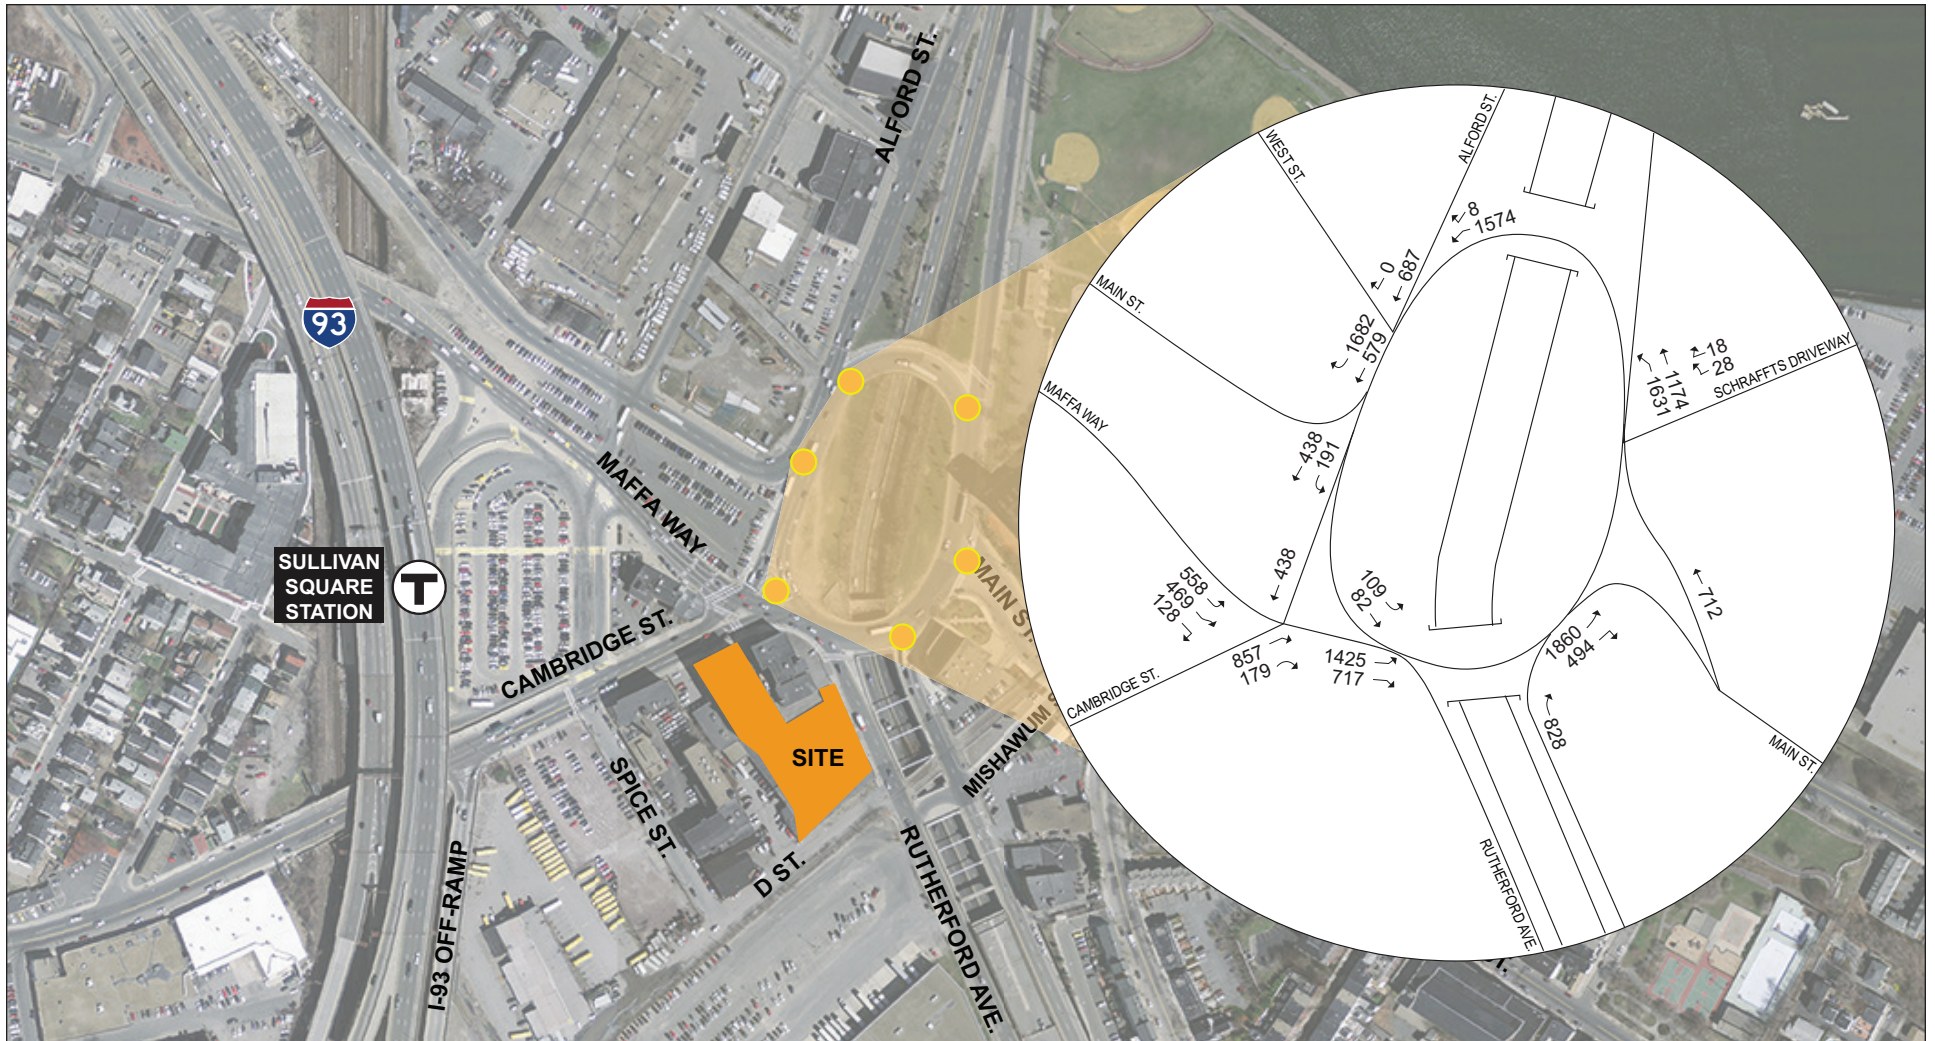 ALFORD ST.
93
MAFFA WAY
SULLIVAN
SQUARE
STATION
T
CAMBRIDGE ST.
MAIN ST.
SITE
SPICE ST.
D ST.
I-93 OFF-RAMP
RUTHERFORD AVE.
MISHAWUM S
ST.
WEST ST.
ALFORD ST.
8
1574
0
687
MAIN ST.
1682
579
MAFFA WAY
438
191
438
558
469
128
CAMBRIDGE ST.
857
179
1425
717
109
82
1860
494
828
712
18
28
1174
1631
SCHRAFFTS DRIVEWAY
MAIN ST.
RUTHERFORD AVE.